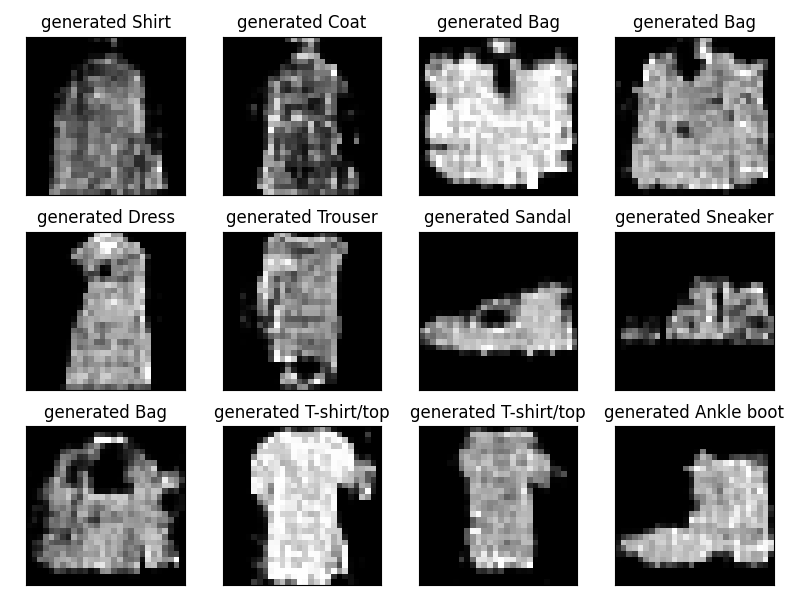 generated Shirt
generated Coat
generated Bag
generated Bag
generated Dress
generated Trouser
generated Sandal
generated Sneaker
generated Bag
generated T-shirt/top
generated T-shirt/top
generated Ankle boot